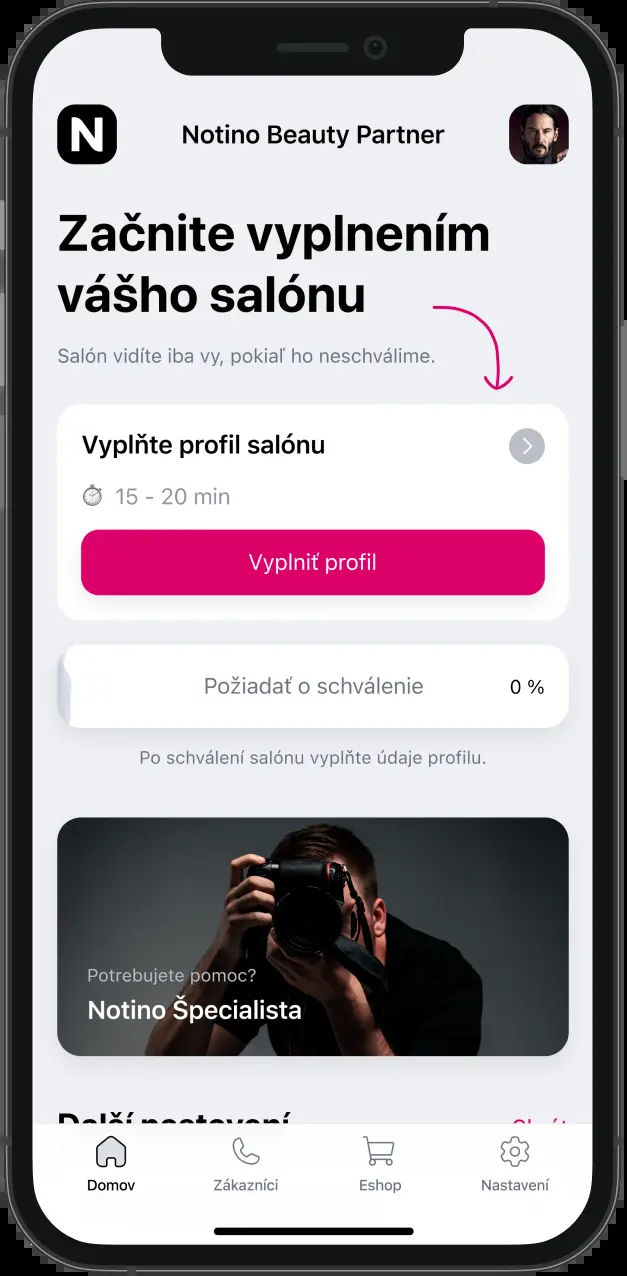 N
Notino Beauty Partner
Začnite vyplnením
vášho salónu
Salón vidíte iba vy, pokiaľ ho neschválime.
Vyplňte profil salónu
15 - 20 min
Vyplniť profil
Požiadať o schválenie 0 %
Po schválení salónu vyplňte údaje profilu.
Potrebujete pomoc?
Notino Špecialista
Další nastavení
Domov Zákazníci Eshop Nastavení